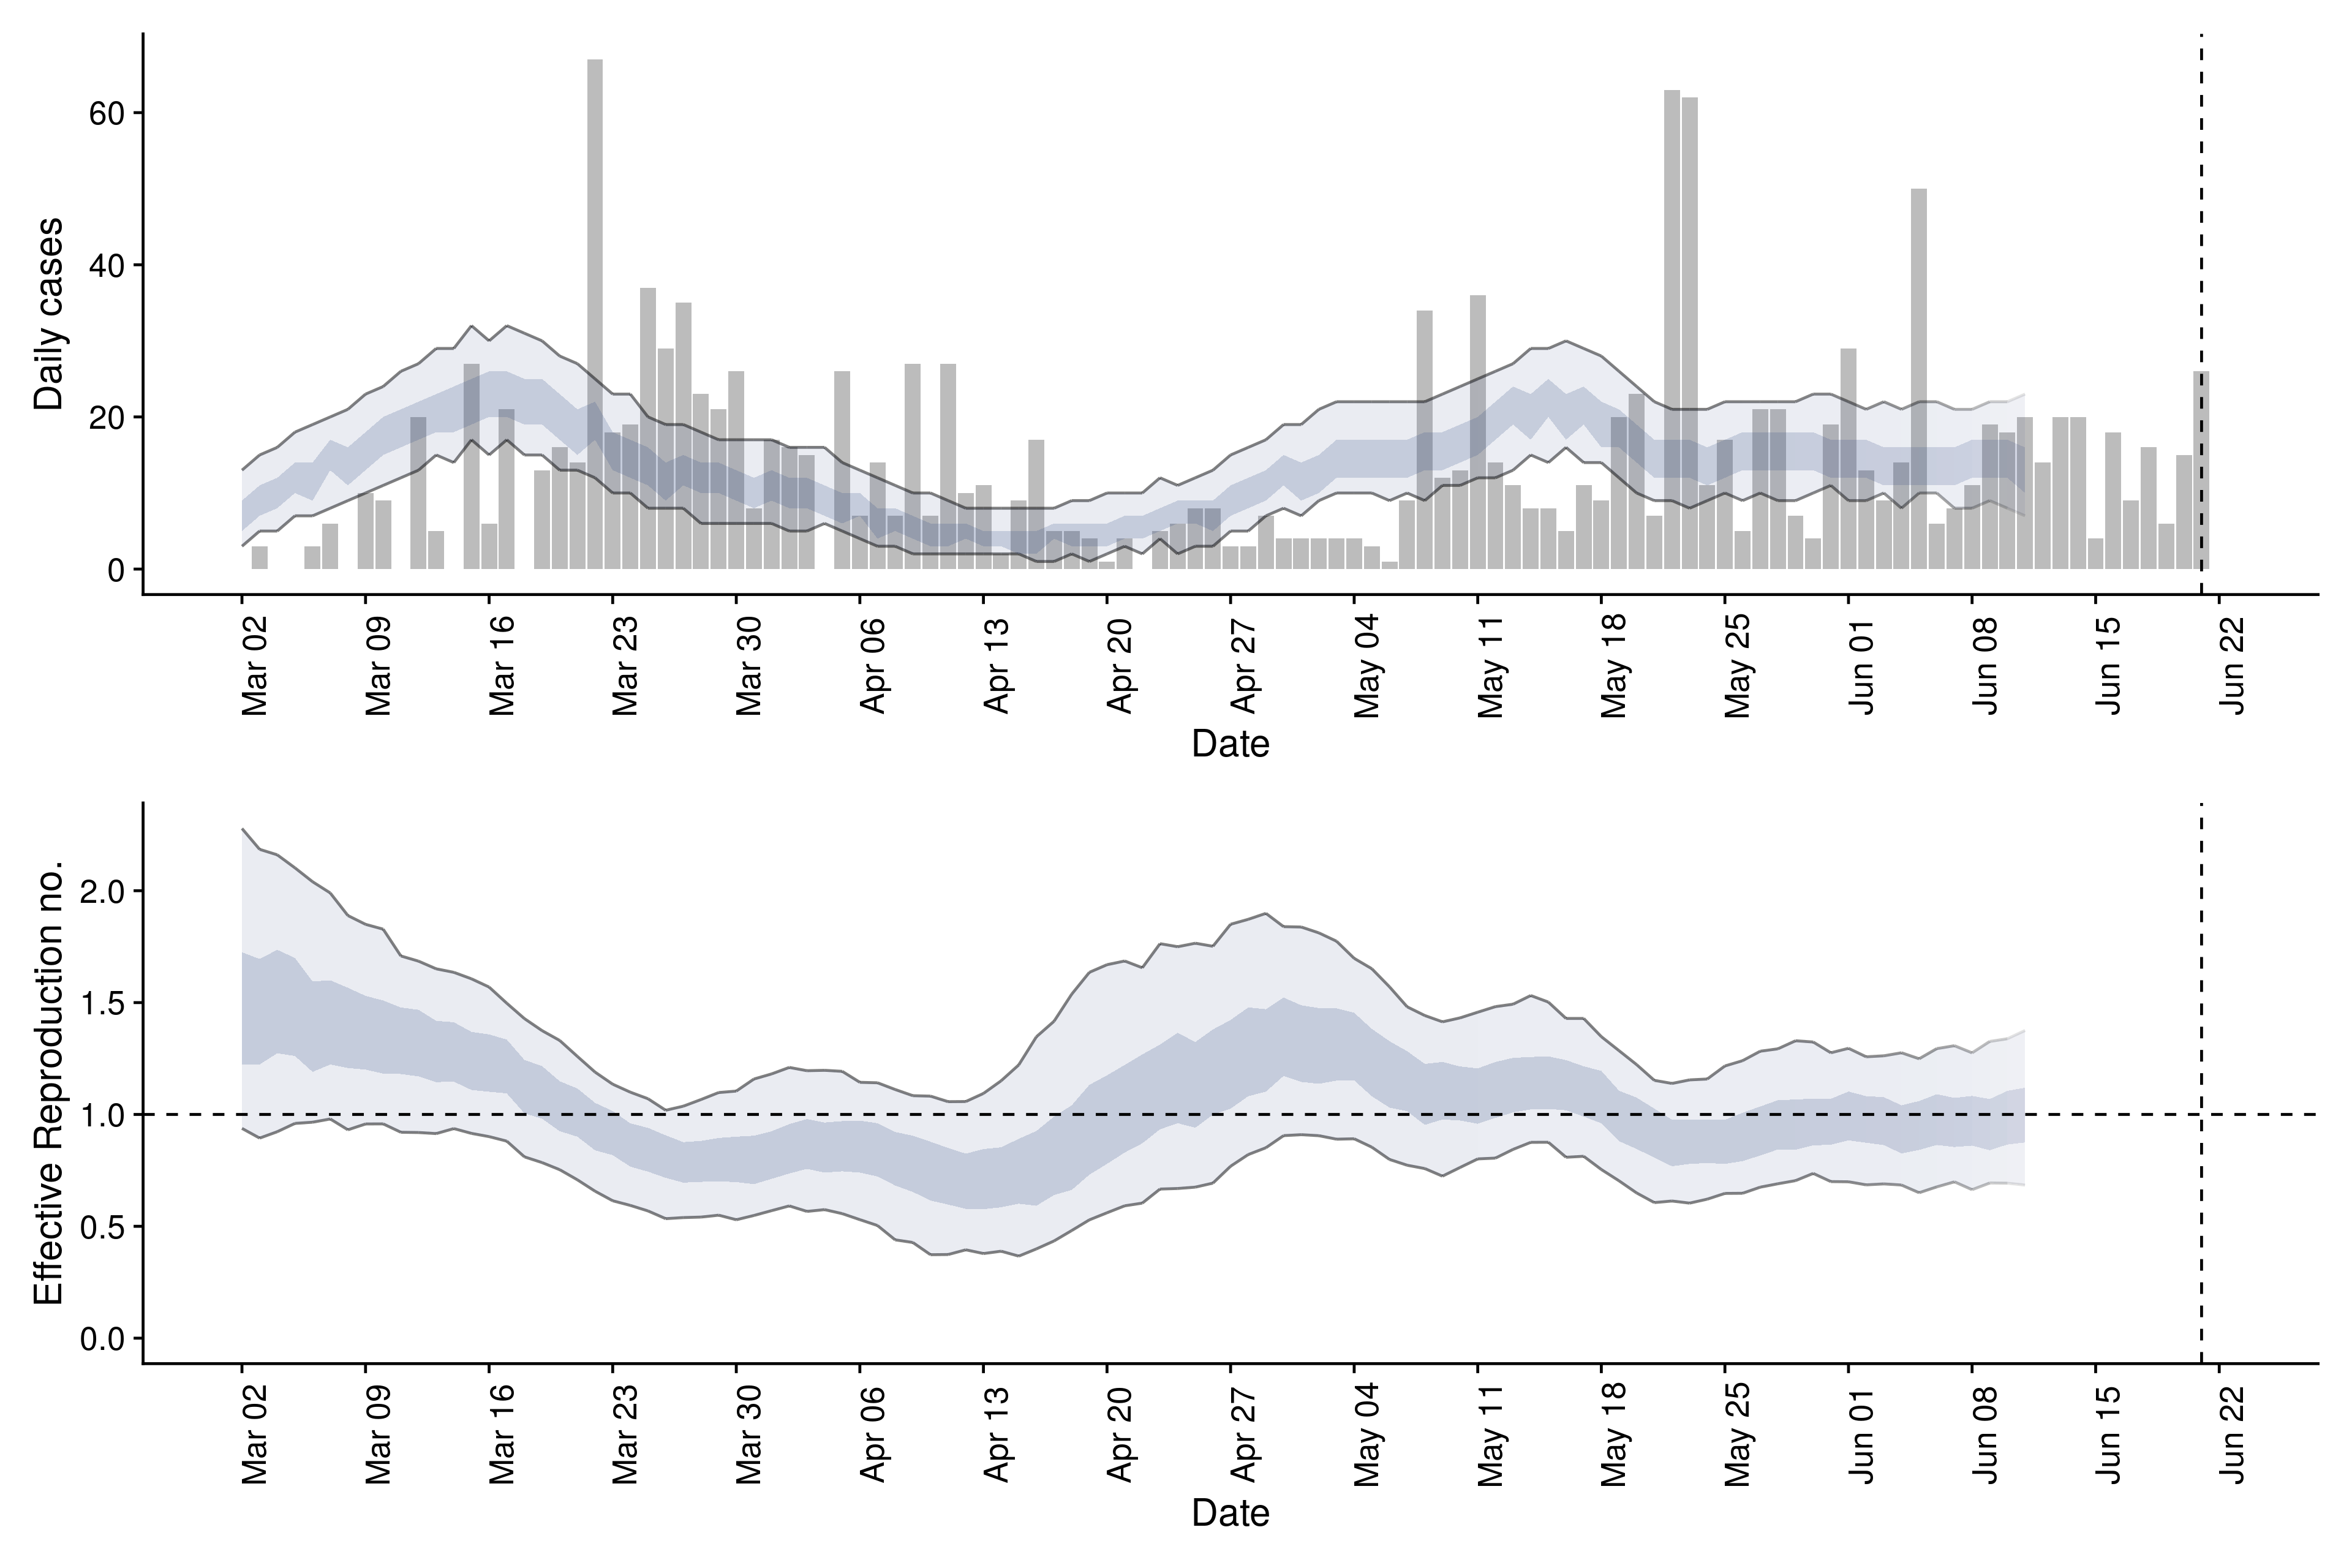 Daily cases
60
40
20
0
Mar 02
Mar 09
Mar 16
Mar 23
Mar 30
Apr 06
Apr 13
Apr 20
Apr 27
May 04
May 11
May 18
May 25
Jun 01
Jun 08
Jun 15
Jun 22
Date
Effective Reproduction no.
2.0
1.5
1.0
0.5
0.0
Mar 02
Mar 09
Mar 16
Mar 23
Mar 30
Apr 06
Apr 13
Apr 20
Apr 27
May 04
May 11
May 18
May 25
Jun 01
Jun 08
Jun 15
Jun 22
Date